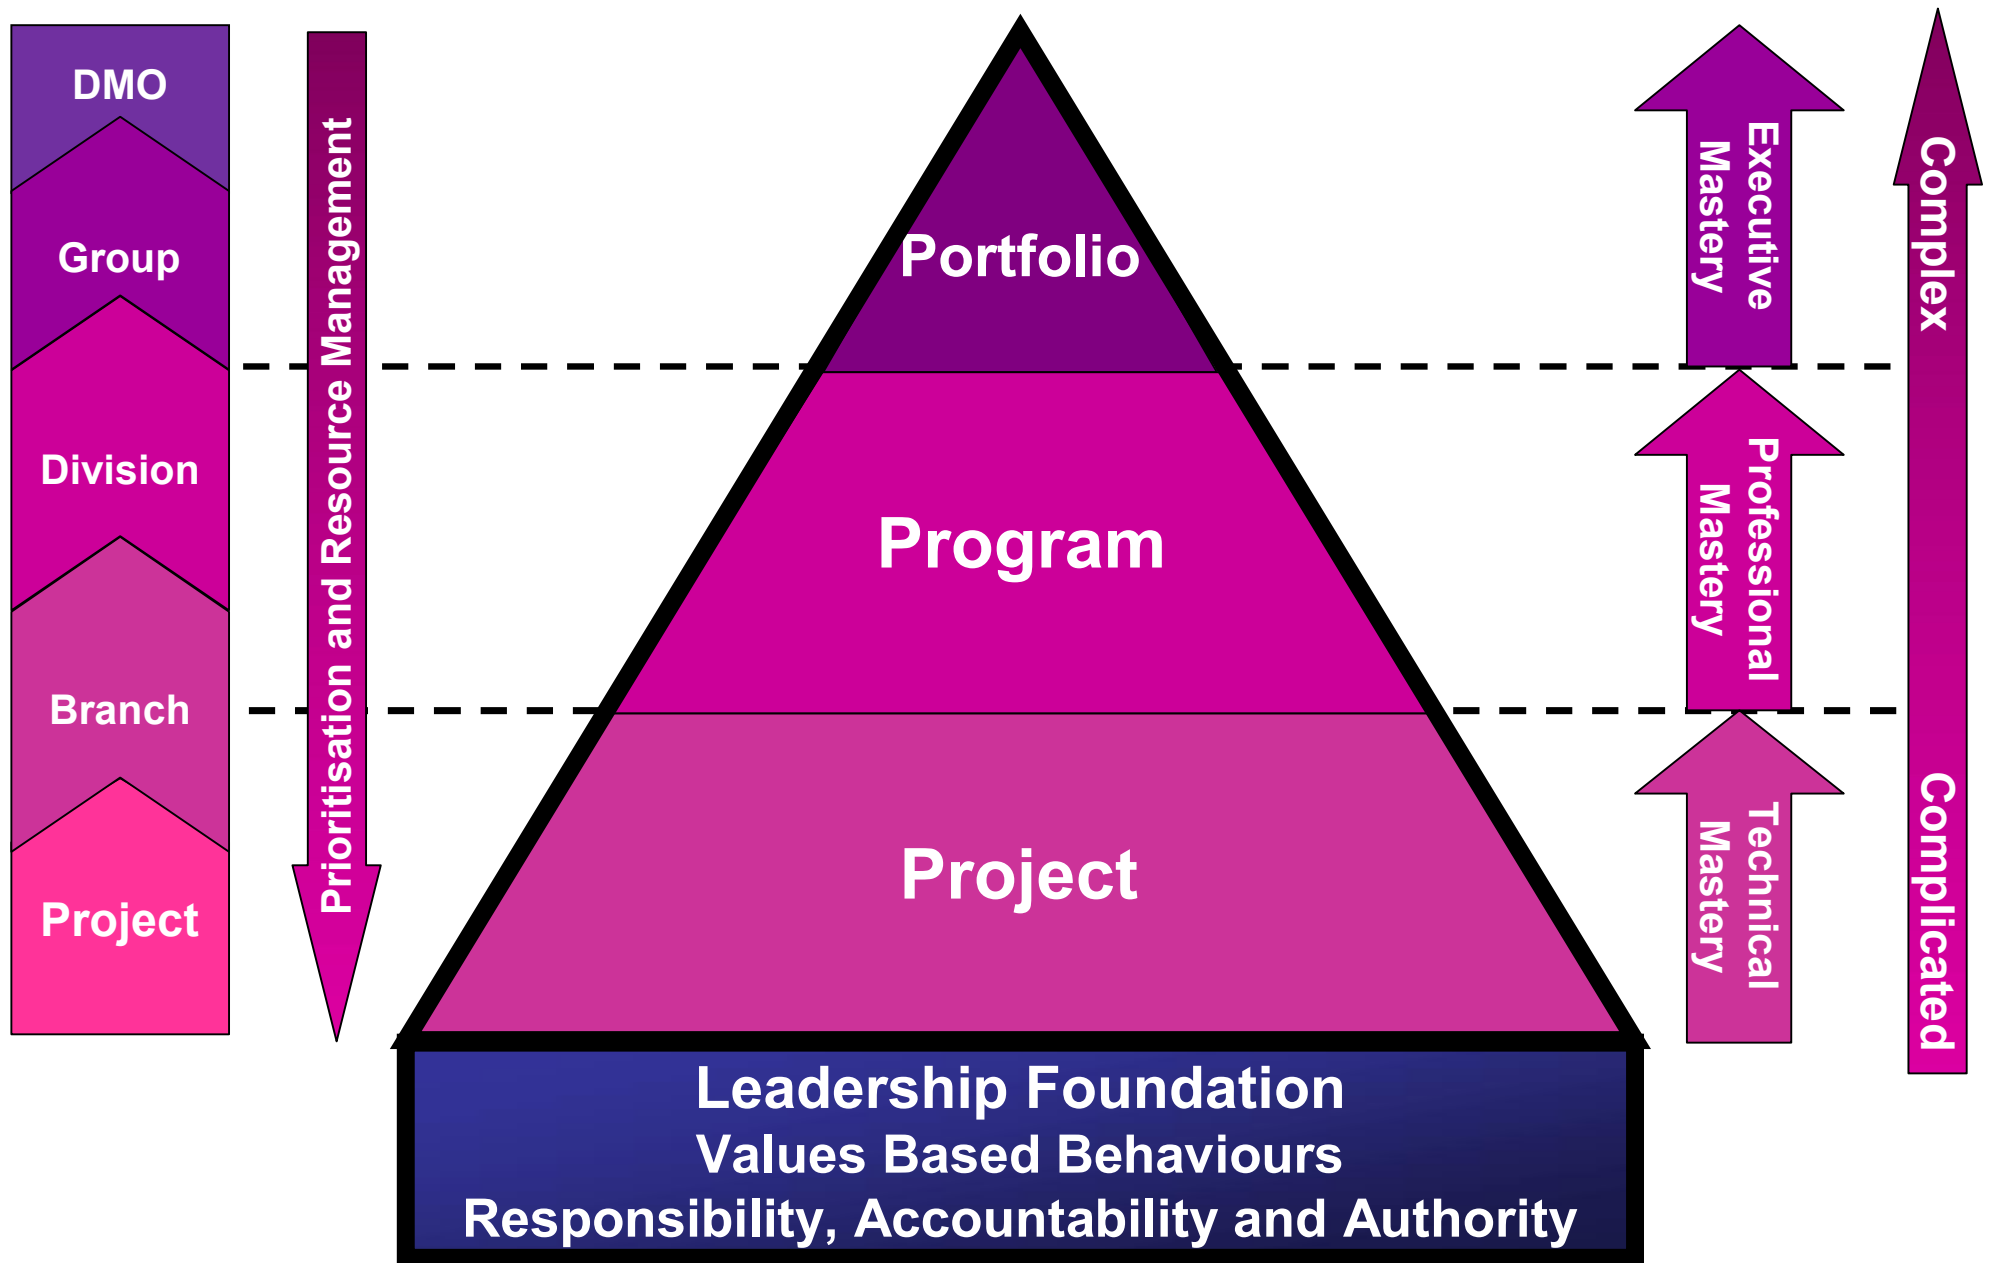 DMO
Group
Division
Branch
Project
Prioritisation and Resource Management
Portfolio
Program
Project
Leadership Foundation
Values Based Behaviours
Responsibility, Accountability and Authority
Executive
Mastery
Professional
Mastery
Technical
Mastery
Complex
Complicated